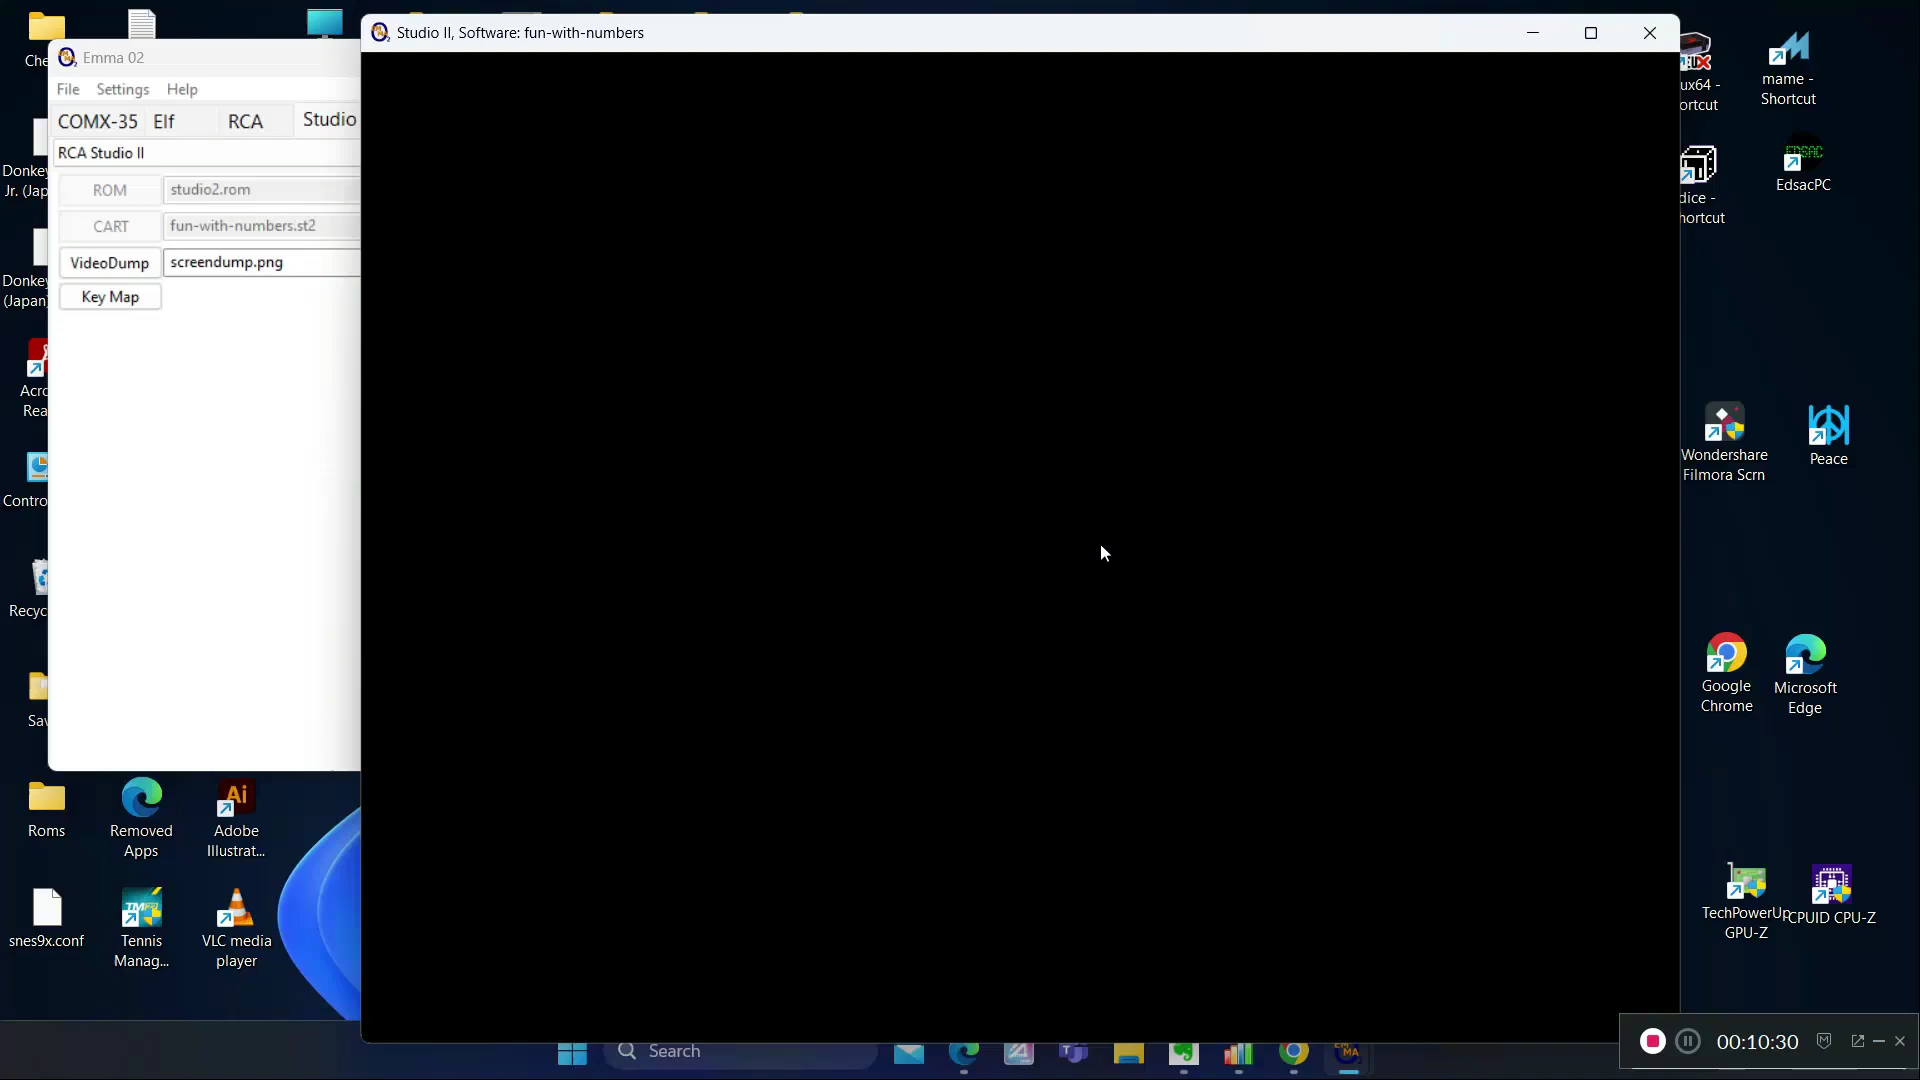 Studio II, Software: fun-with-numbers
Emma 02
File Settings Help
COMX-35 Elf RCA Studio
RCA Studio II
ROM studio2.rom
CART fun-with-numbers.st2
VideoDump screendump.png
Key Map
Che
Donkey
Jr. (Jap
Donkey
(Japan)
Acro
Rea
Contro
Recyc
Sav
Roms
Removed
Apps
Adobe
Illustrat...
snes9x.conf
Tennis
Manag...
VLC media
player
ux64 -
ortcut
mame -
Shortcut
dice -
hortcut
EDSAC
EdsacPC
Wondershare
Filmora Scrn
Peace
Google
Chrome
Microsoft
Edge
TechPowerUp
GPU-Z
CPUID CPU-Z
Search
00:10:30